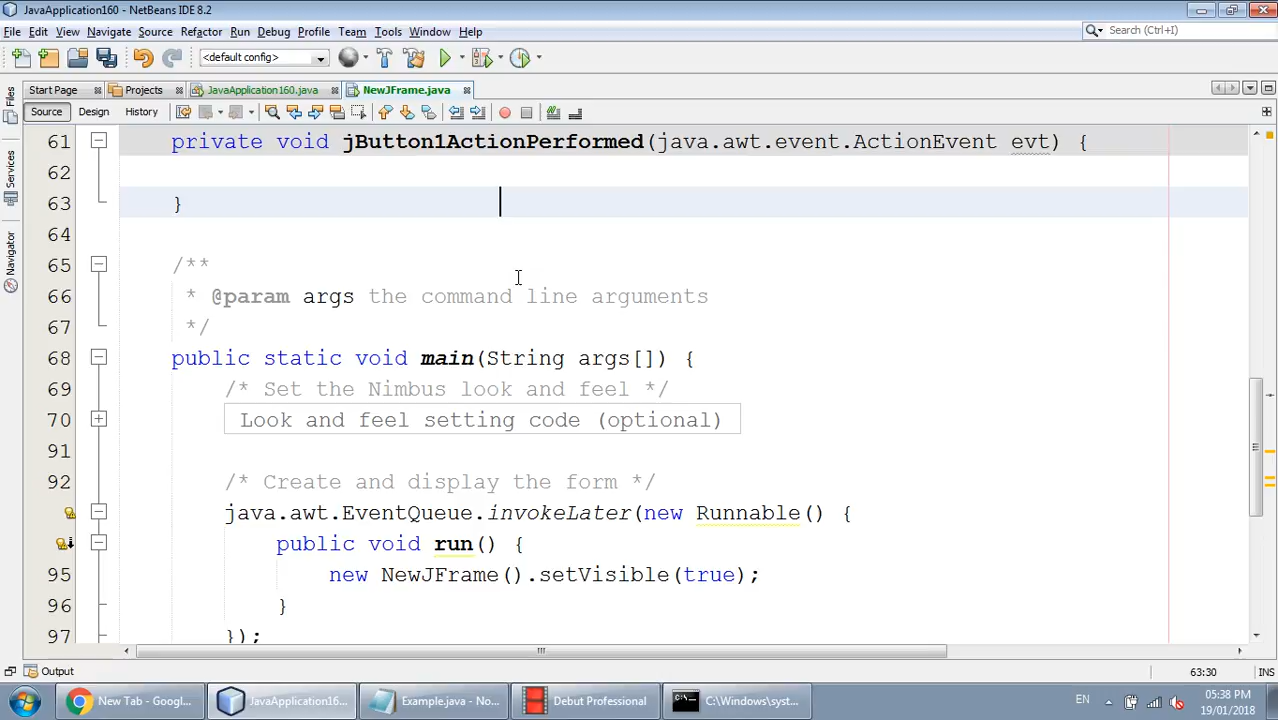 JavaApplication160 - NetBeans IDE 8.2
File Edit View Navigate Source Refactor Run Debug Profile Team Tools Window Help
Search (Ctrl+I)
<default config>
Start Page Projects JavaApplication160.java NewJFrame.java
Source Design History
Files
Services
Navigator
61 private void jButton1ActionPerformed(java.awt.event.ActionEvent evt) {
62
63 }
64
65 /**
66 * @param args the command line arguments
67 */
68 public static void main(String args[]) {
69 /* Set the Nimbus look and feel */
70 Look and feel setting code (optional)
91
92 /* Create and display the form */
java.awt.EventQueue.invokeLater(new Runnable() {
public void run() {
95 new NewJFrame().setVisible(true);
96 }
97 });
Output
63:30 INS
New Tab - Googl... JavaApplication16... Example.java - No... Debut Professional C:\Windows\syst... EN 05:38 PM
19/01/2018